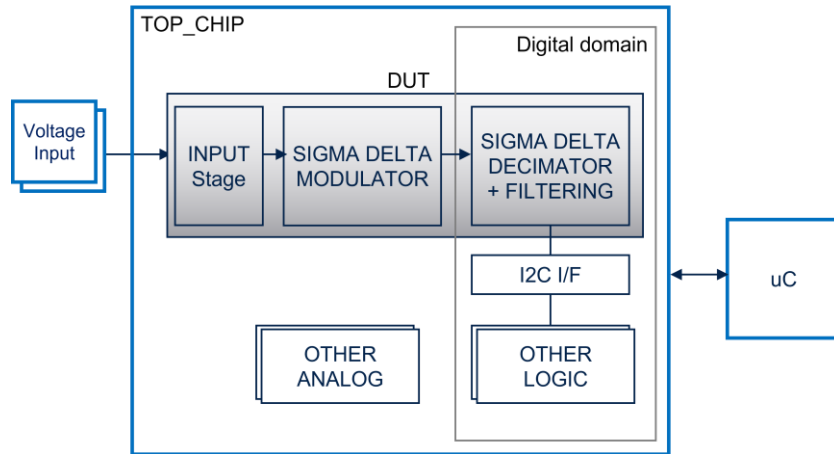 TOP_CHIP
Digital domain
DUT
Voltage
Input
INPUT
Stage
SIGMA DELTA
MODULATOR
SIGMA DELTA
DECIMATOR
+ FILTERING
I2C I/F
uC
OTHER
ANALOG
OTHER
LOGIC